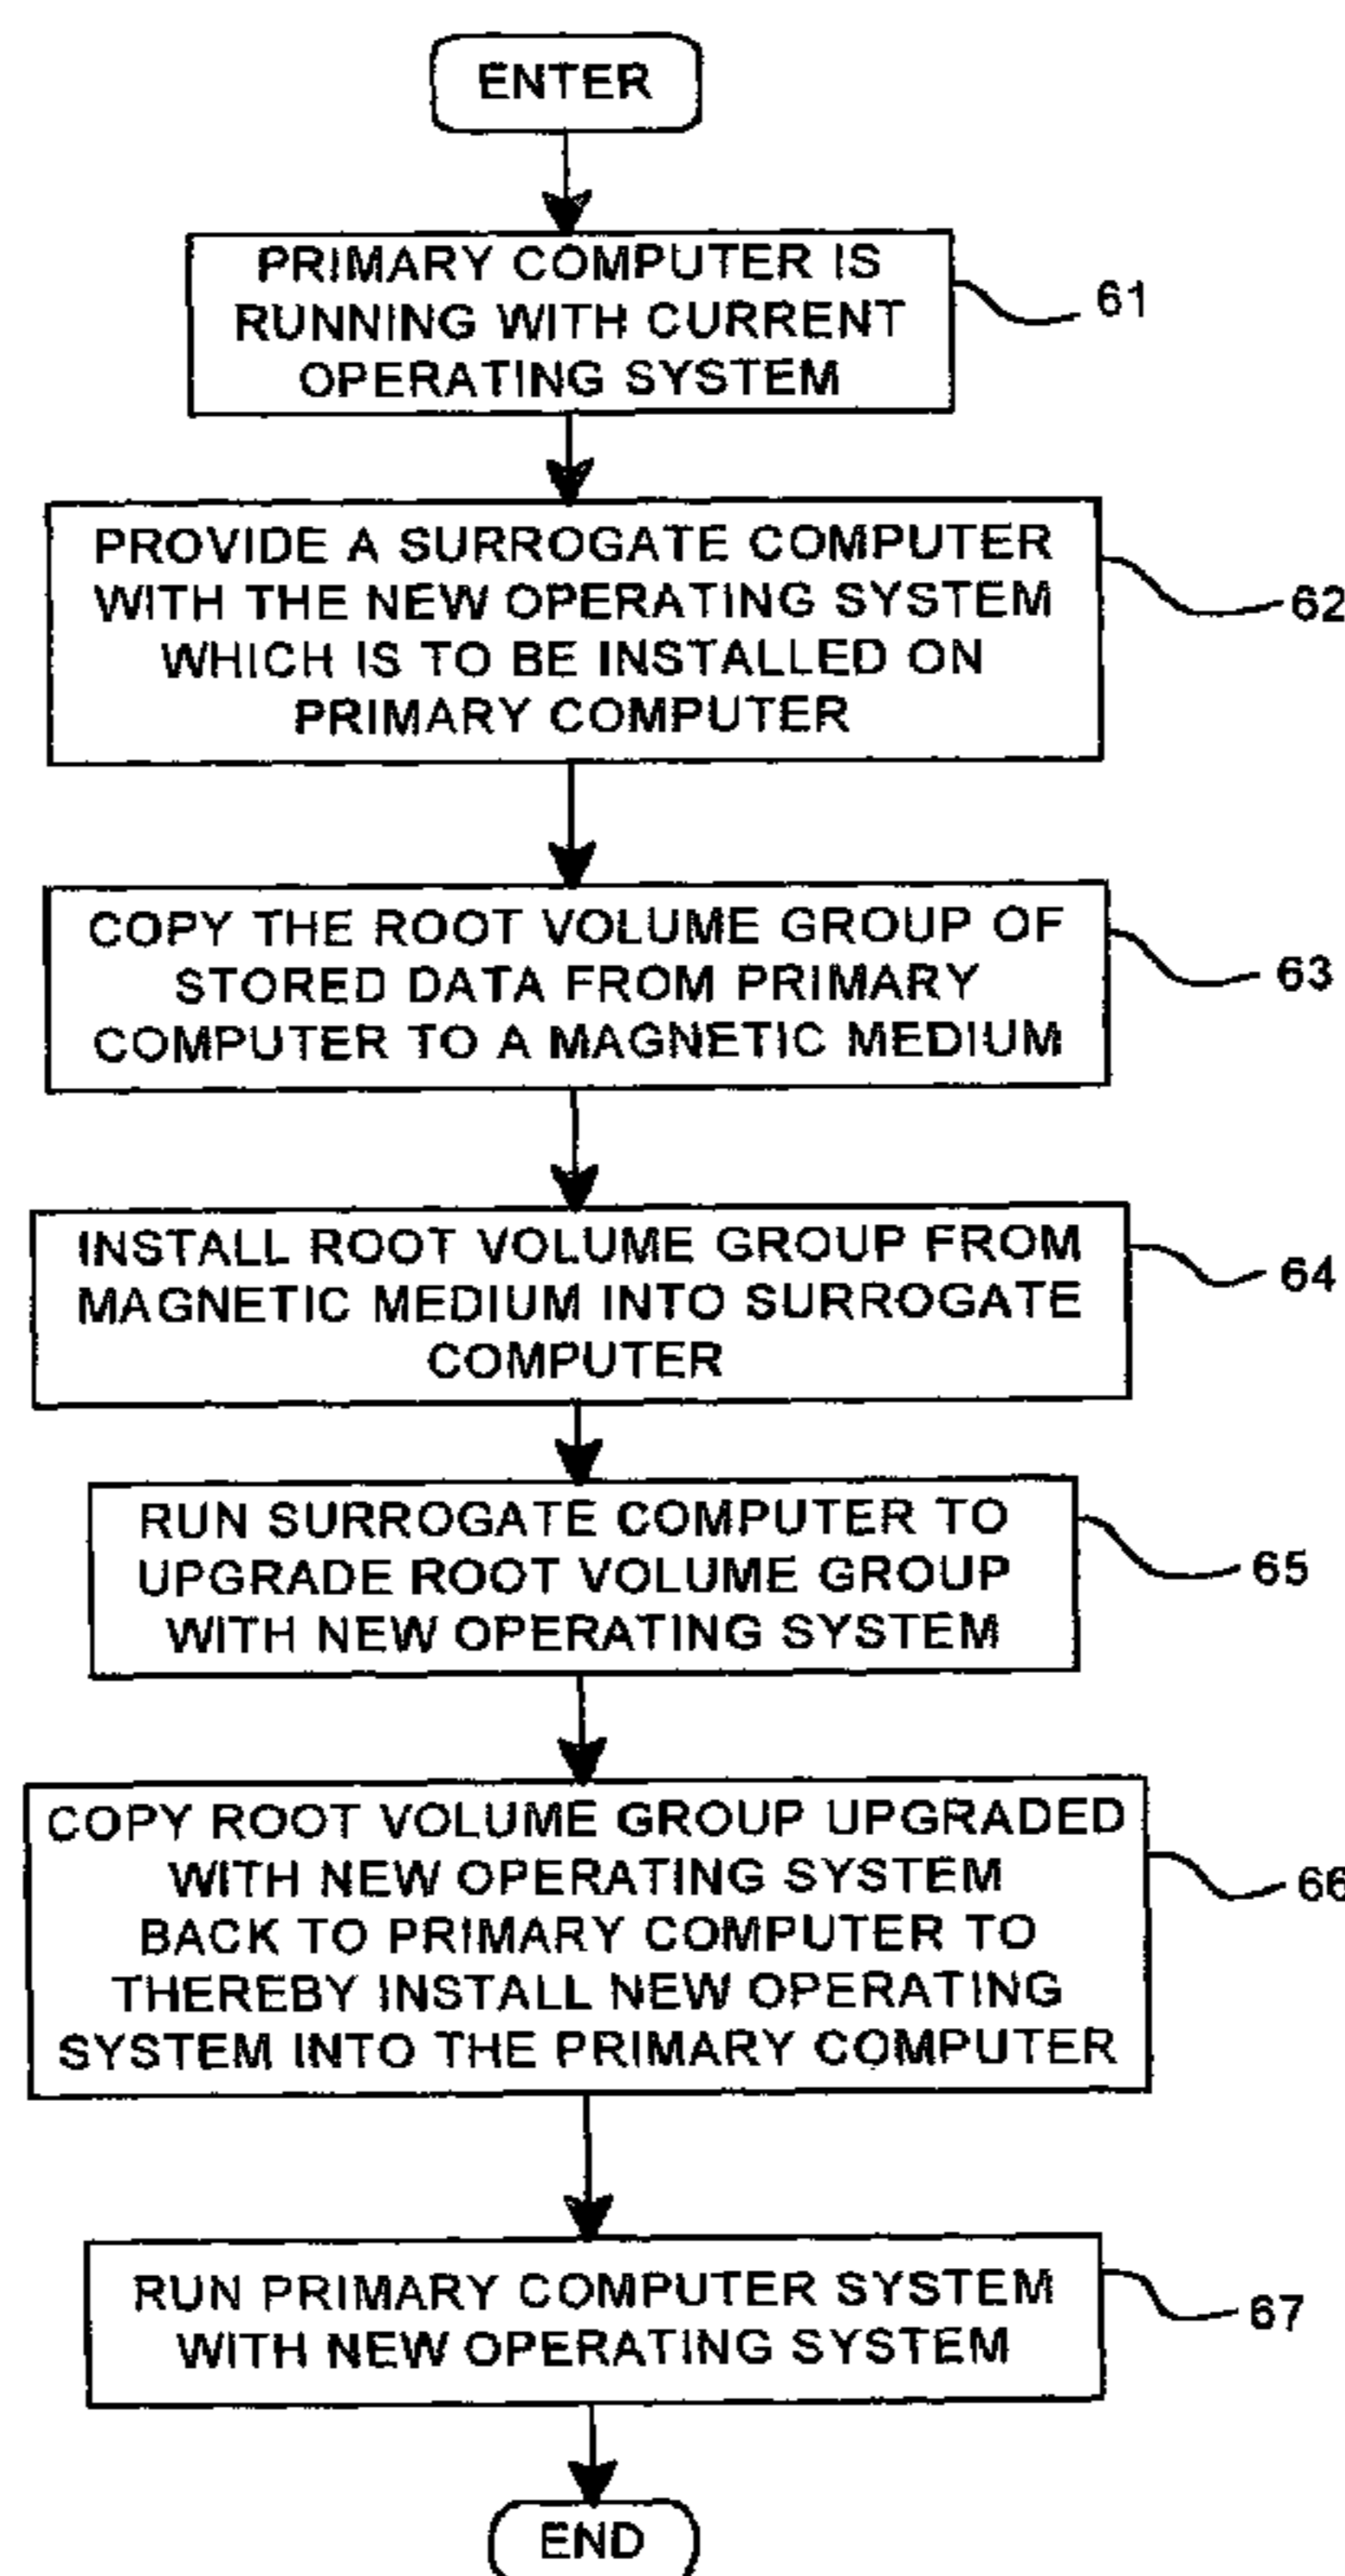 ENTER
PRIMARY COMPUTER IS
RUNNING WITH CURRENT
OPERATING SYSTEM
61
PROVIDE A SURROGATE COMPUTER
WITH THE NEW OPERATING SYSTEM
WHICH IS TO BE INSTALLED ON
PRIMARY COMPUTER
62
COPY THE ROOT VOLUME GROUP OF
STORED DATA FROM PRIMARY
COMPUTER TO A MAGNETIC MEDIUM
63
INSTALL ROOT VOLUME GROUP FROM
MAGNETIC MEDIUM INTO SURROGATE
COMPUTER
64
RUN SURROGATE COMPUTER TO
UPGRADE ROOT VOLUME GROUP
WITH NEW OPERATING SYSTEM
65
COPY ROOT VOLUME GROUP UPGRADED
WITH NEW OPERATING SYSTEM
BACK TO PRIMARY COMPUTER TO
THEREBY INSTALL NEW OPERATING
SYSTEM INTO THE PRIMARY COMPUTER
66
RUN PRIMARY COMPUTER SYSTEM
WITH NEW OPERATING SYSTEM
67
END